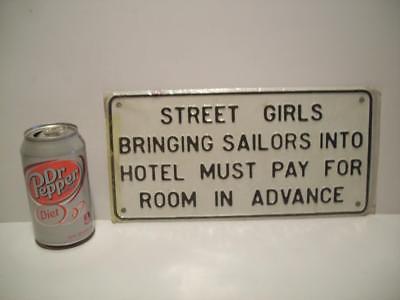 STREET GIRLS
BRINGING SAILORS INTO
HOTEL MUST PAY FOR
ROOM IN ADVANCE
Dr
Pepper
Diet